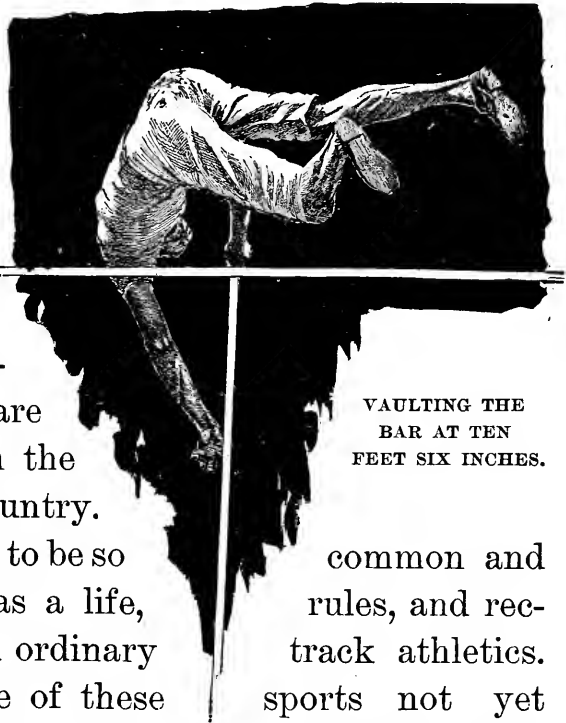 VAULTING THE
BAR AT TEN
FEET SIX INCHES.
-
are
the
untry.
to be so common and
as a life, rules, and rec-
ordinary track athletics.
e of these sports not yet